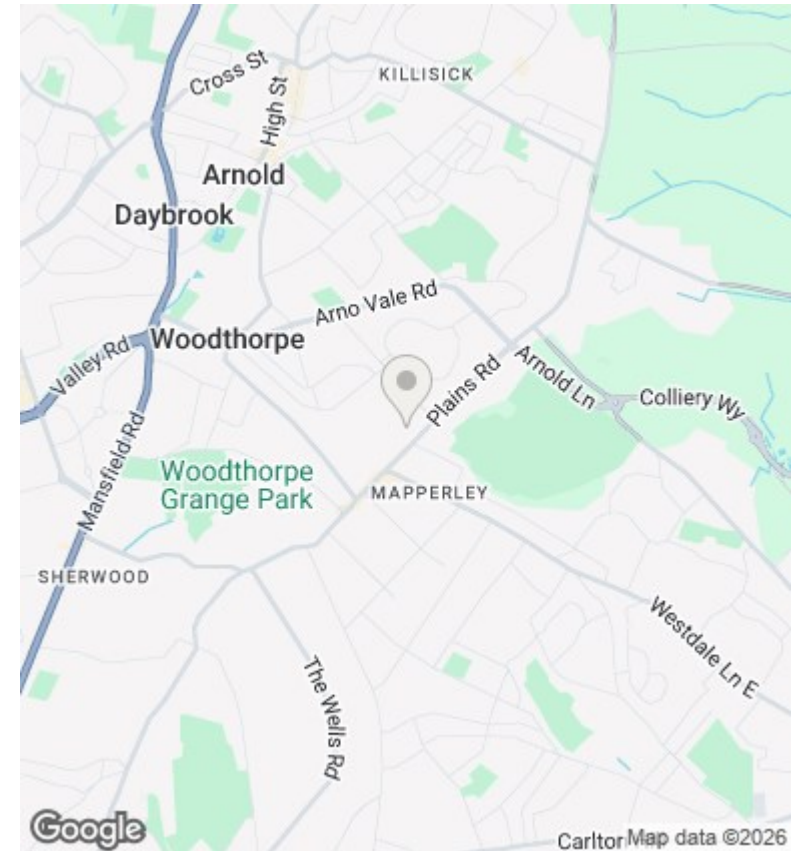 Cross St
KILLISICK
High St
Arnold
Daybrook
Arno Vale Rd
Woodthorpe
Valley Rd
Plains Rd
Arnold Ln
Colliery Wy
Mansfield Rd
Woodthorpe
Grange Park
MAPPERLEY
SHERWOOD
Westdale Ln E
The Wells Rd
Google
Carlton
Map data ©2026